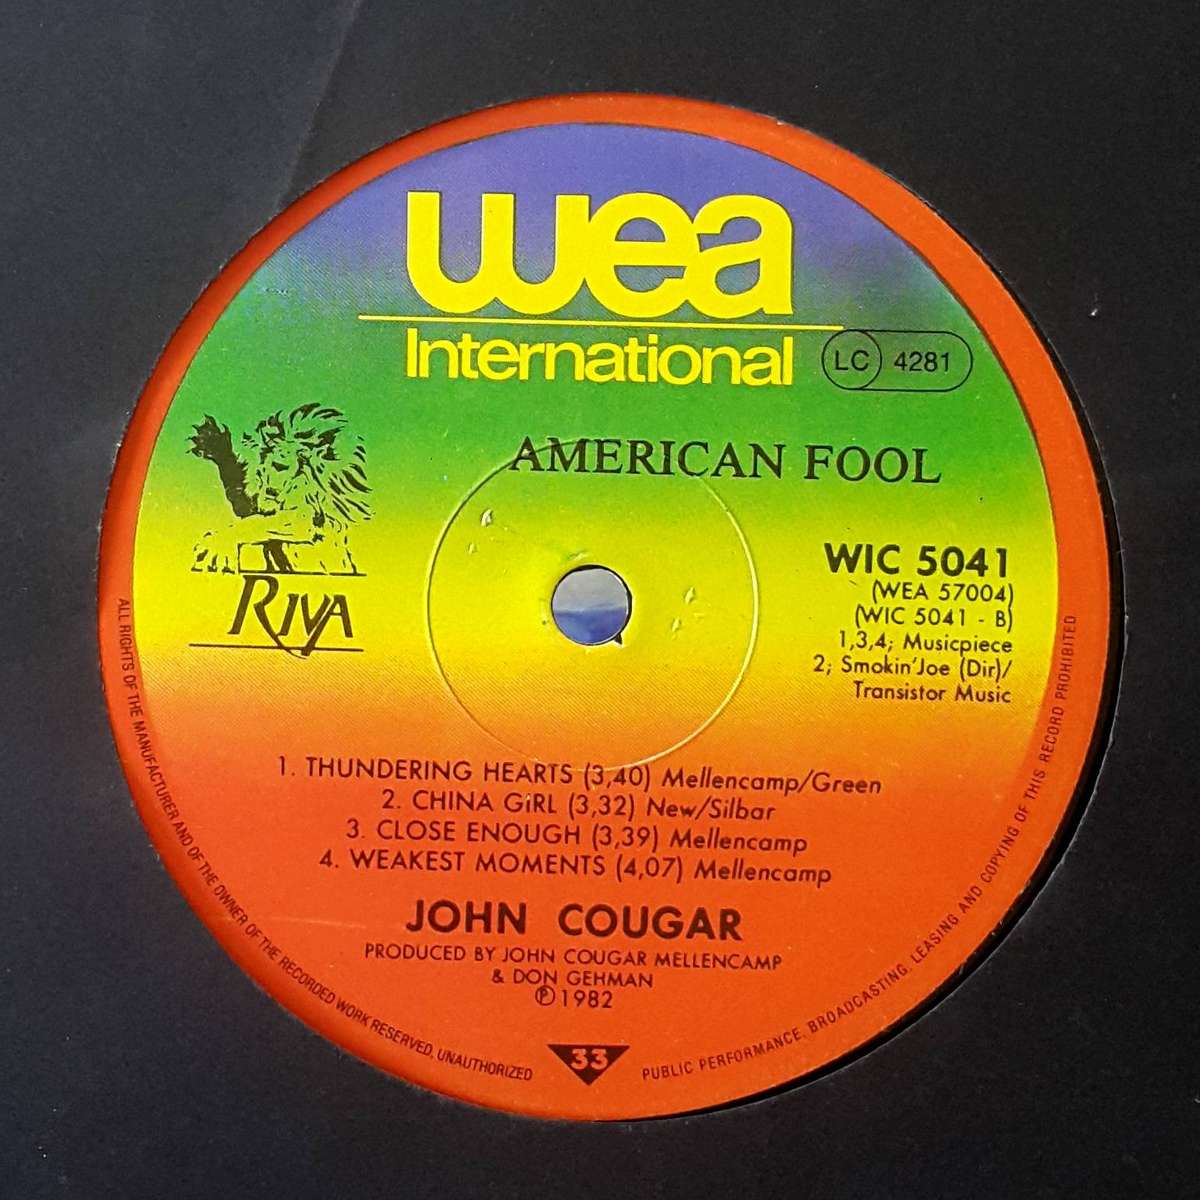 wea
International
LC 4281
AMERICAN FOOL
RIVA
WIC 5041
(WEA 57004)
(WIC 5041 - B)
1,3,4; Musicpiece
2; Smokin'Joe (Dir)/
Transistor Music
1. THUNDERING HEARTS (3,40) Mellencamp/Green
2. CHINA GIRL (3,32) New/Silbar
3. CLOSE ENOUGH (3,39) Mellencamp
4. WEAKEST MOMENTS (4,07) Mellencamp
JOHN COUGAR
PRODUCED BY JOHN COUGAR MELLENCAMP
& DON GEHMAN
℗ 1982
33
ALL RIGHTS OF THE MANUFACTURER AND OF THE OWNER OF THE RECORDED WORK RESERVED, UNAUTHORIZED PUBLIC PERFORMANCE, BROADCASTING, LEASING AND COPYING OF THIS RECORD PROHIBITED